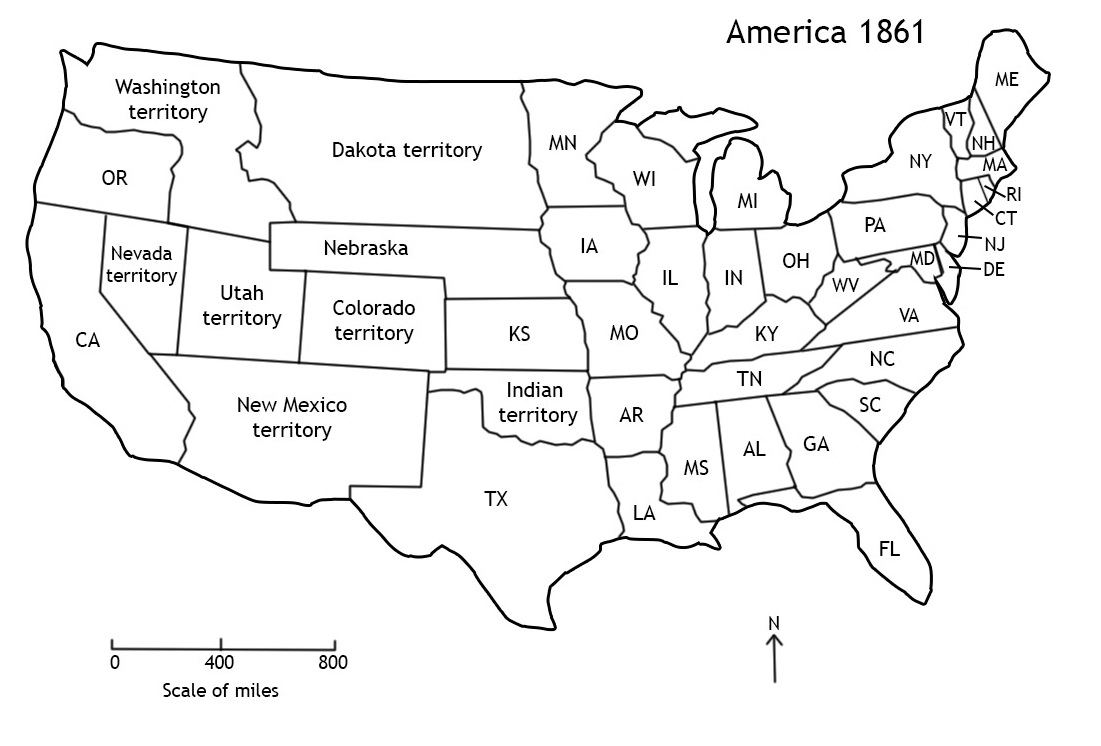 America 1861
ME
Washington
territory
VT
NH
MN
Dakota territory
NY
MA
OR
WI
MI
RI
CT
PA
NJ
Nebraska
IA
Nevada
territory
MD
DE
OH
IL
IN
WV
Utah
territory
Colorado
territory
VA
KS
MO
KY
CA
NC
TN
Indian
territory
New Mexico
territory
SC
AR
GA
AL
MS
TX
LA
FL
N
0 400 800
Scale of miles